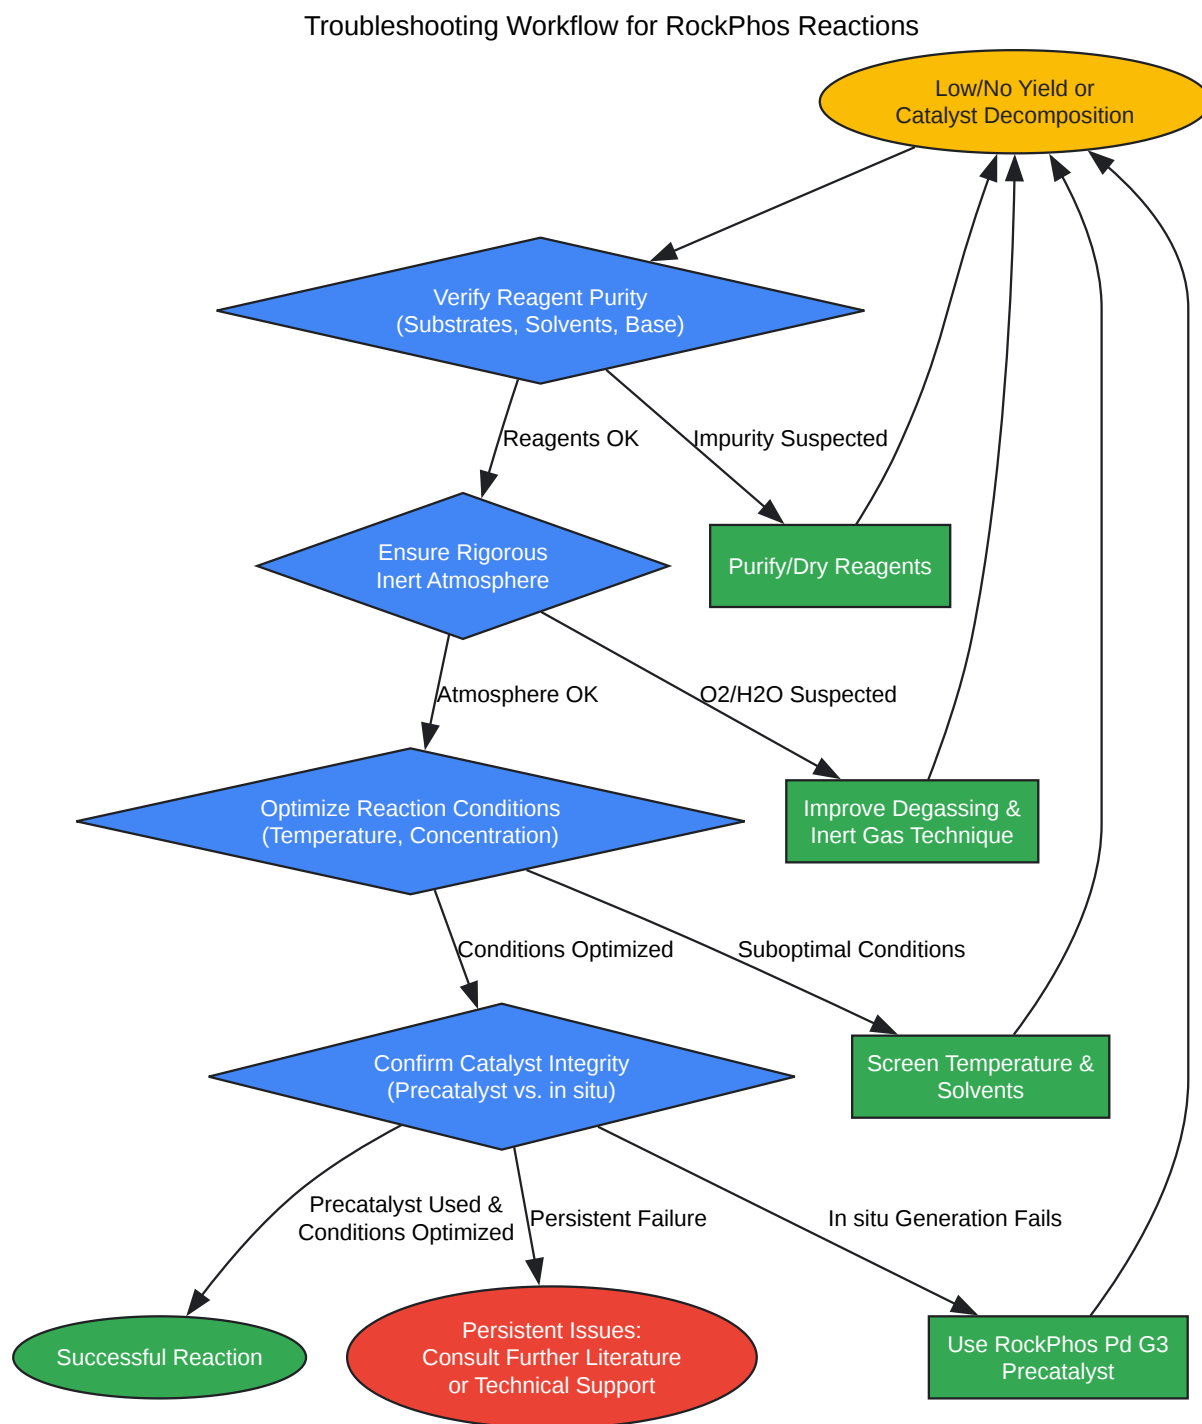 Troubleshooting Workflow for RockPhos Reactions
Low/No Yield or
Catalyst Decomposition
Verify Reagent Purity
(Substrates, Solvents, Base)
Reagents OK
Impurity Suspected
Ensure Rigorous
Inert Atmosphere
Purify/Dry Reagents
Atmosphere OK
O2/H2O Suspected
Optimize Reaction Conditions
(Temperature, Concentration)
Improve Degassing &
Inert Gas Technique
Conditions Optimized
Suboptimal Conditions
Confirm Catalyst Integrity
(Precatalyst vs. in situ)
Screen Temperature &
Solvents
Precatalyst Used &
Conditions Optimized
Persistent Failure
In situ Generation Fails
Successful Reaction
Persistent Issues:
Consult Further Literature
or Technical Support
Use RockPhos Pd G3
Precatalyst